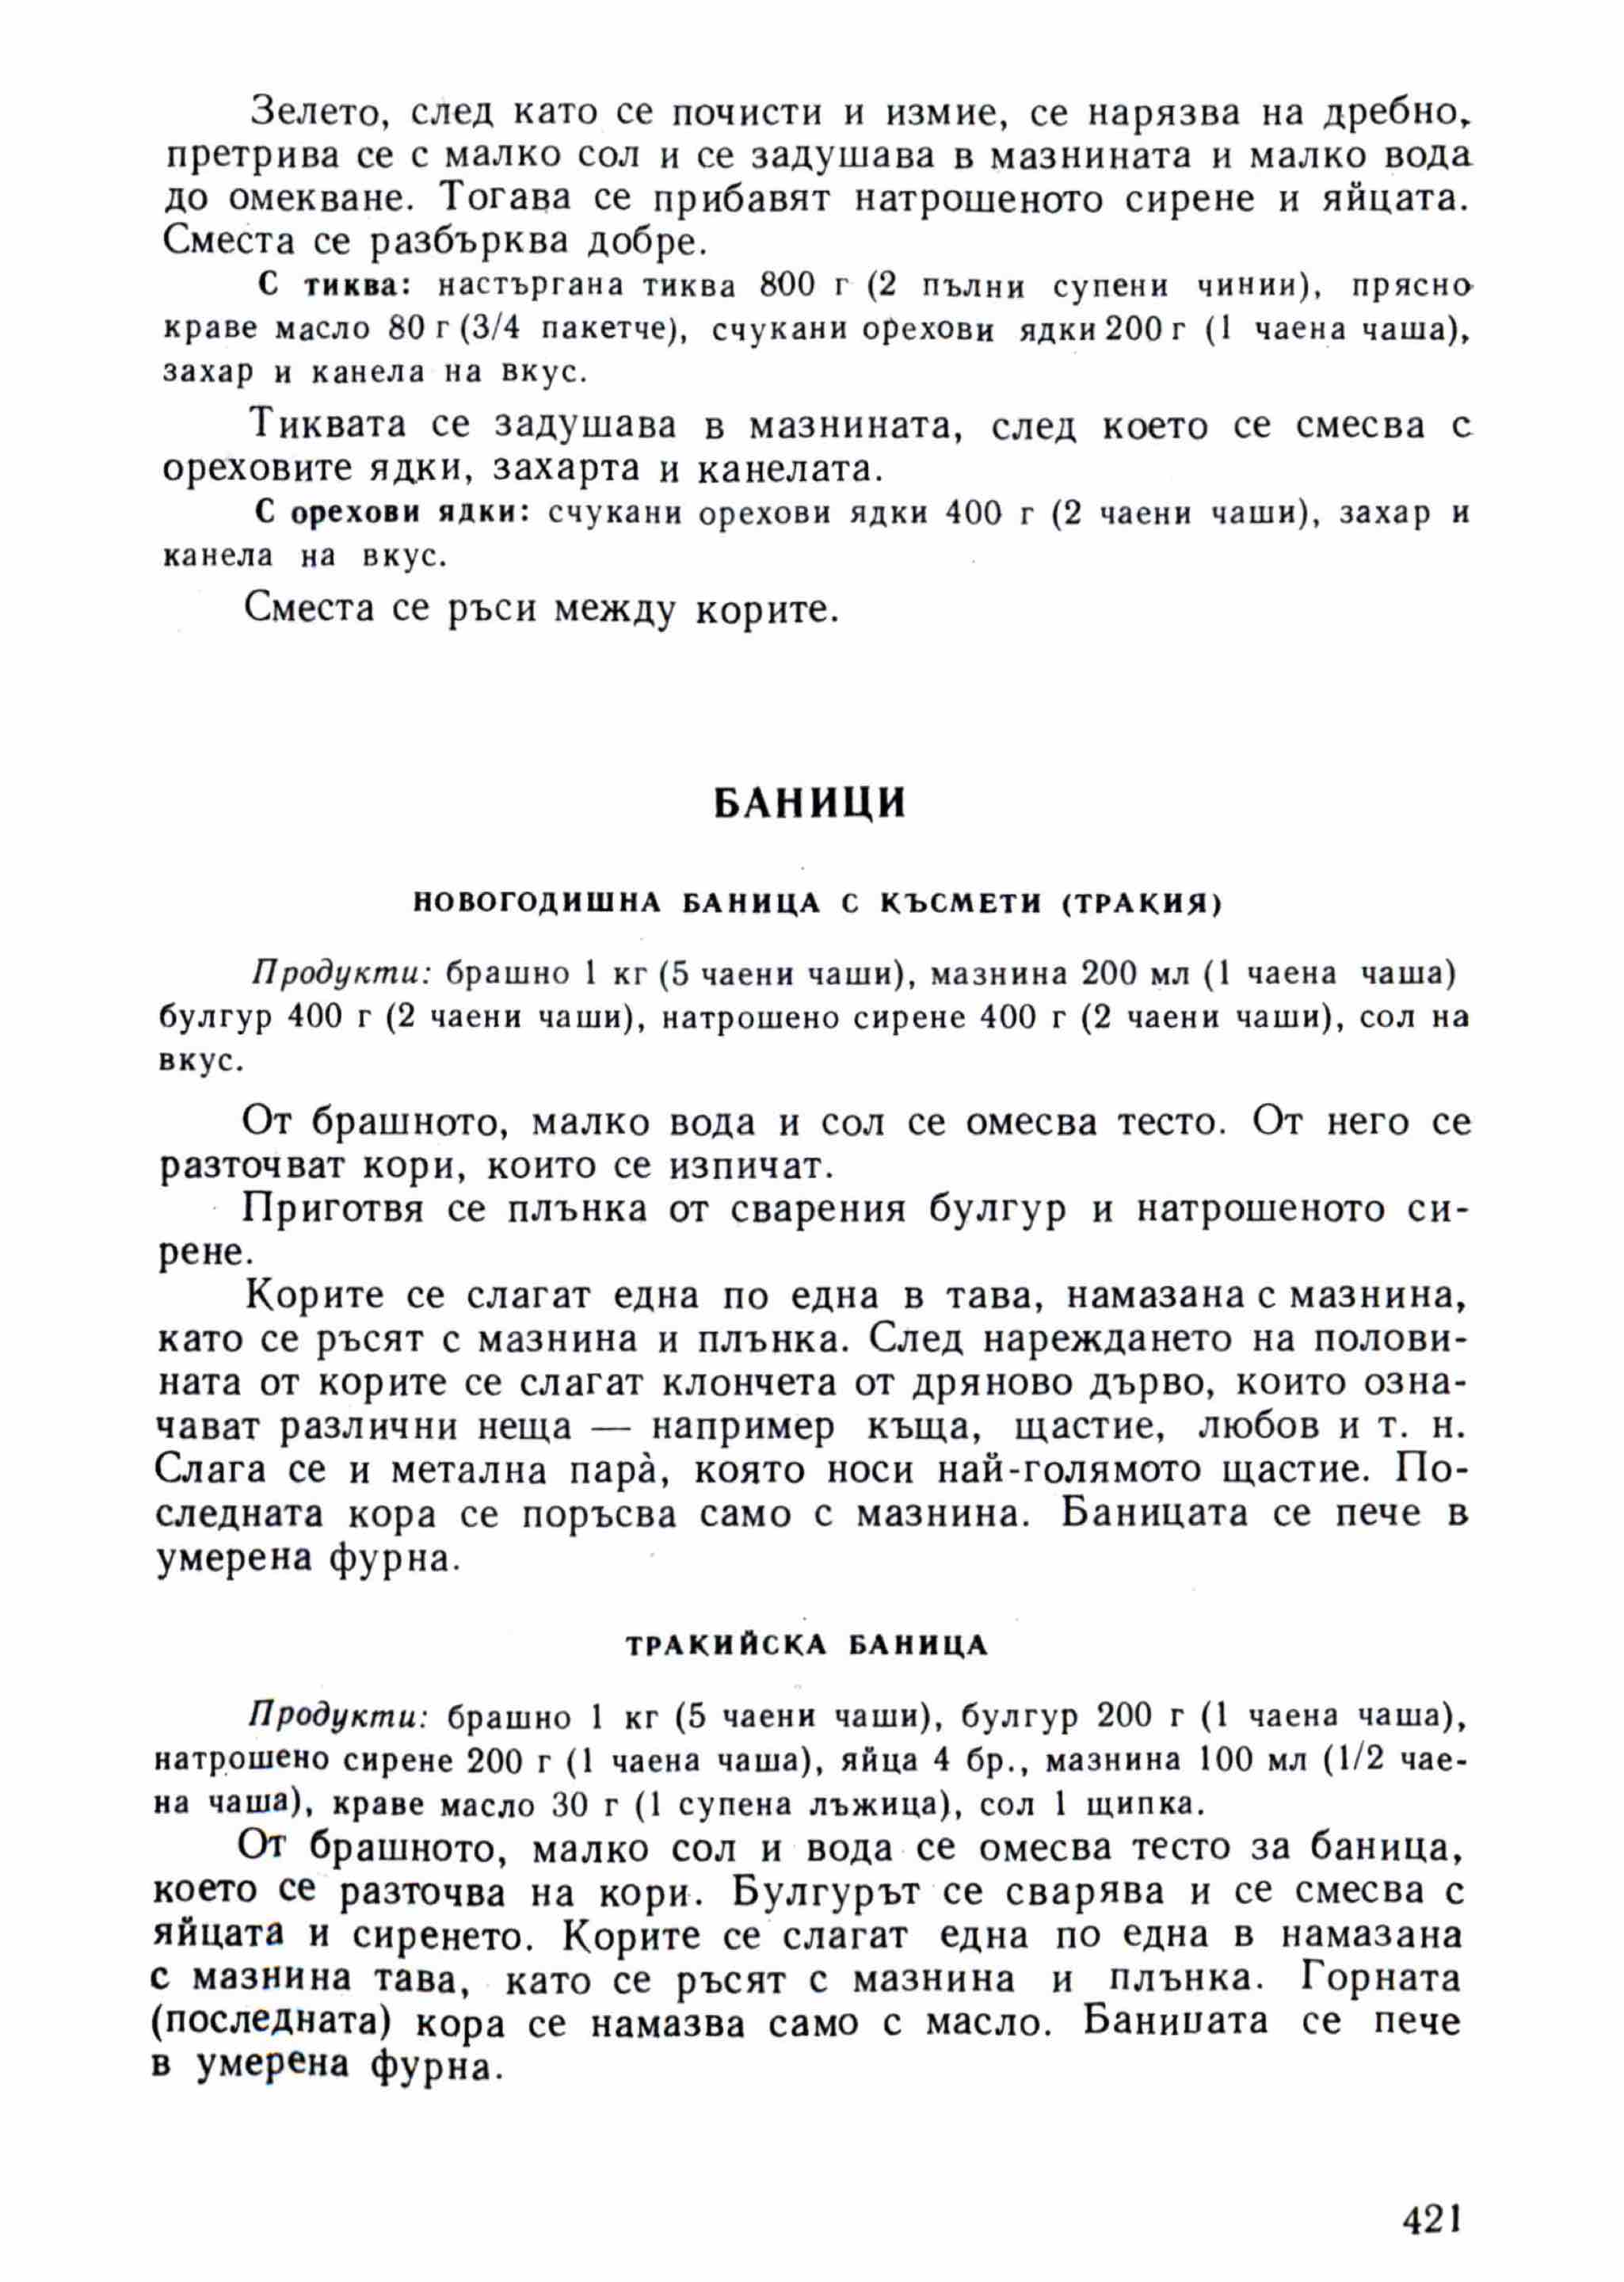 Зелето, след като се почисти и измие, се нарязва на дребно,
претрива се с малко сол и се задушава в мазнината и малко вода
до омекване. Тогава се прибавят натрошеното сирене и яйцата.
Сместа се разбърква добре.
С тиква: настъргана тиква 800 г (2 пълни супени чинии), прясно
краве масло 80 г (3/4 пакетче), счукани орехови ядки 200 г (1 чаена чаша),
захар и канела на вкус.
Тиквата се задушава в мазнината, след което се смесва с
ореховите ядки, захарта и канелата.
С орехови ядки: счукани орехови ядки 400 г (2 чаени чаши), захар и
канела на вкус.
Сместа се ръси между корите.
БАНИЦИ
НОВОГОДИШНА БАНИЦА С КЪСМЕТИ (ТРАКИЯ)
Продукти: брашно 1 кг (5 чаени чаши), мазнина 200 мл (1 чаена чаша)
булгур 400 г (2 чаени чаши), натрошено сирене 400 г (2 чаени чаши), сол на
вкус.
От брашното, малко вода и сол се омесва тесто. От него се
разточват кори, които се изпичат.
Приготвя се плънка от сварения булгур и натрошеното си-
рене.
Корите се слагат една по една в тава, намазана с мазнина,
като се ръсят с мазнина и плънка. След нареждането на полови-
ната от корите се слагат клончета от дряново дърво, които озна-
чават различни неща — например къща, щастие, любов и т. н.
Слага се и метална парà, която носи най-голямото щастие. По-
следната кора се поръсва само с мазнина. Баницата се пече в
умерена фурна.
ТРАКИЙСКА БАНИЦА
Продукти: брашно 1 кг (5 чаени чаши), булгур 200 г (1 чаена чаша),
натрошено сирене 200 г (1 чаена чаша), яйца 4 бр., мазнина 100 мл (1/2 чае-
на чаша), краве масло 30 г (1 супена лъжица), сол 1 щипка.
От брашното, малко сол и вода се омесва тесто за баница,
което се разточва на кори. Булгурът се сварява и се смесва с
яйцата и сиренето. Корите се слагат една по една в намазана
с мазнина тава, като се ръсят с мазнина и плънка. Горната
(последната) кора се намазва само с масло. Баницата се пече
в умерена фурна.
421